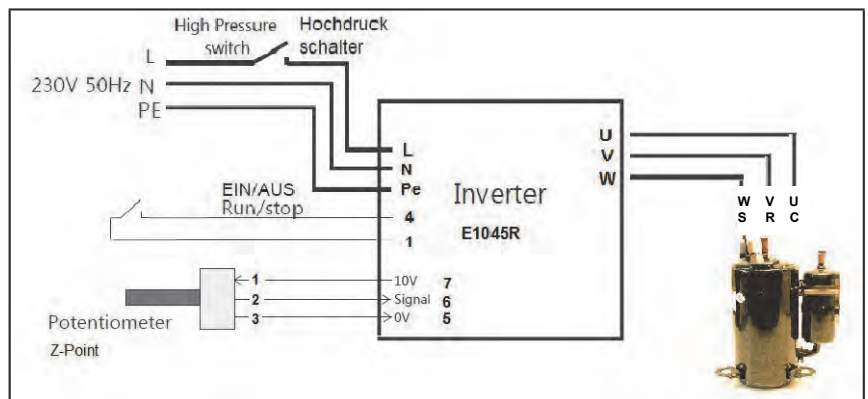 High Pressure
switch
Hochdruck
schalter
L
230V 50Hz N
PE
L
N
Pe
EIN/AUS
Run/stop
4
1
Inverter
E1045R
U
V
W
W V U
S R C
1 10V 7
2 Signal 6
3 0V 5
Potentiometer
Z-Point